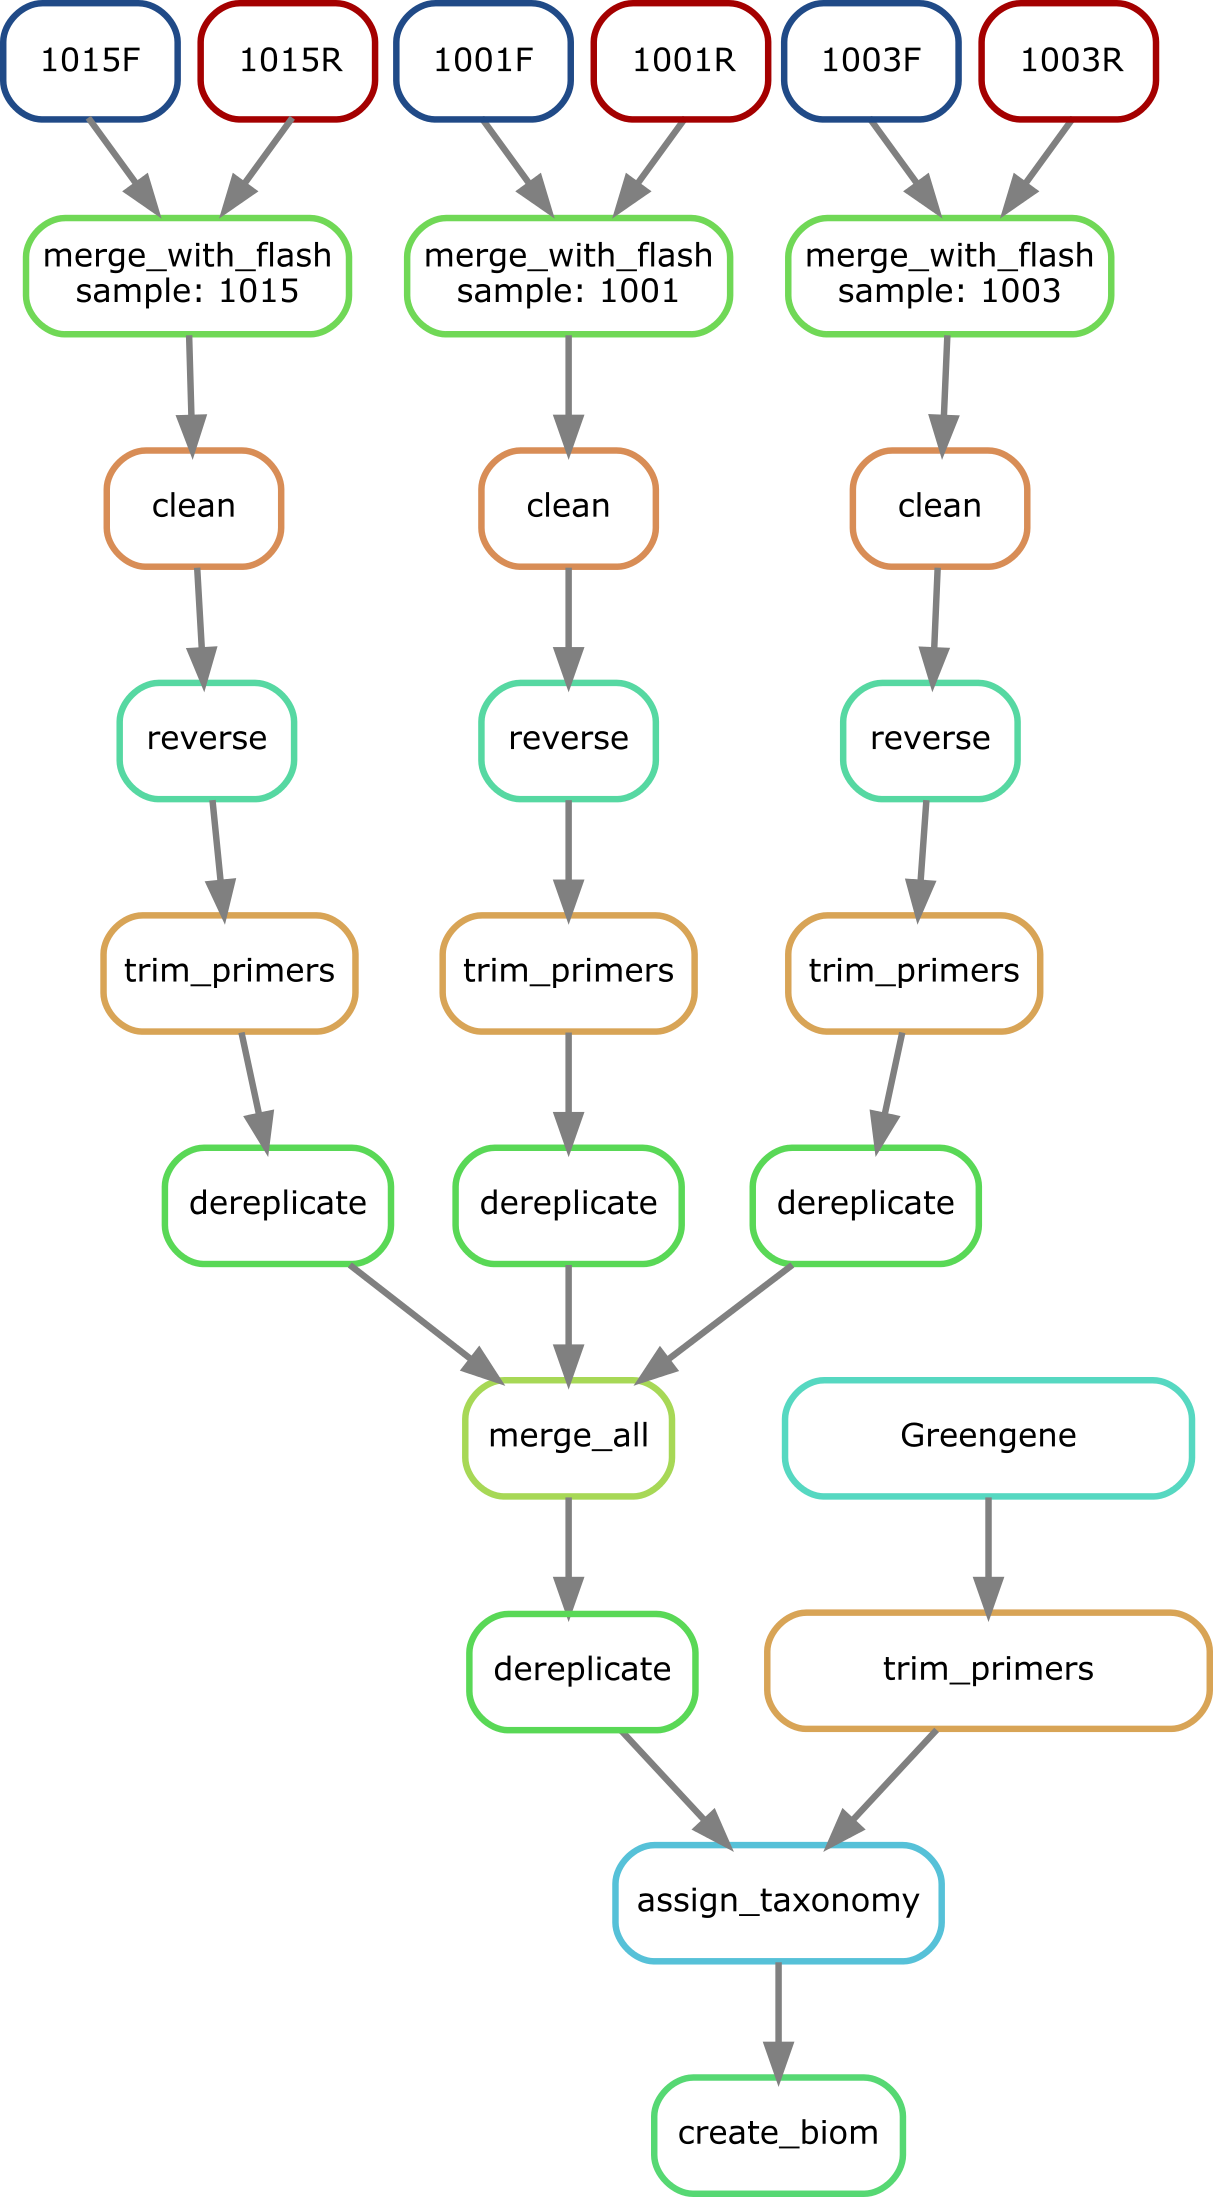 1015F
1015R
1001F
1001R
1003F
1003R
merge_with_flash
sample: 1015
merge_with_flash
sample: 1001
merge_with_flash
sample: 1003
clean
clean
clean
reverse
reverse
reverse
trim_primers
trim_primers
trim_primers
dereplicate
dereplicate
dereplicate
merge_all
Greengene
dereplicate
trim_primers
assign_taxonomy
create_biom